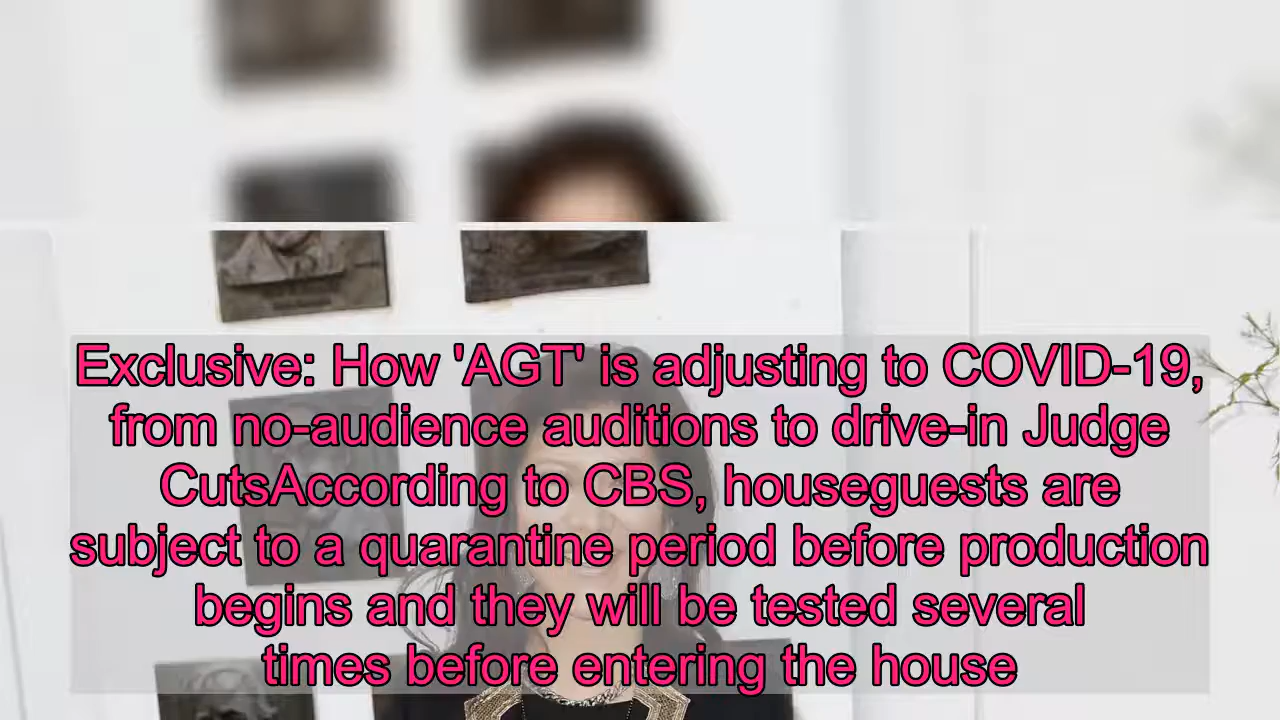 Exclusive: How 'AGT' is adjusting to COVID-19,
from no-audience auditions to drive-in Judge
CutsAccording to CBS, houseguests are
subject to a quarantine period before production
begins and they will be tested several
times before entering the house